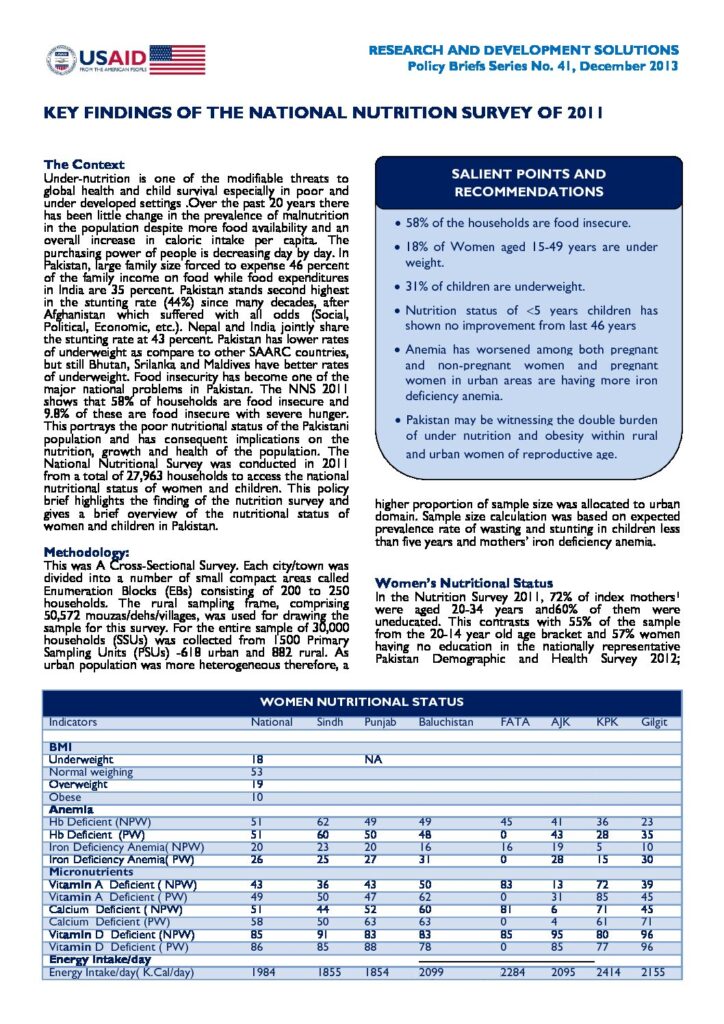 USAID
FROM THE AMERICAN PEOPLE
RESEARCH AND DEVELOPMENT SOLUTIONS
Policy Briefs Series No. 41, December 2013
KEY FINDINGS OF THE NATIONAL NUTRITION SURVEY OF 2011
The Context
Under-nutrition is one of the modifiable threats to
global health and child survival especially in poor and
under developed settings .Over the past 20 years there
has been little change in the prevalence of malnutrition
in the population despite more food availability and an
overall increase in caloric intake per capita. The
purchasing power of people is decreasing day by day. In
Pakistan, large family size forced to expense 46 percent
of the family income on food while food expenditures
in India are 35 percent. Pakistan stands second highest
in the stunting rate (44%) since many decades, after
Afghanistan which suffered with all odds (Social,
Political, Economic, etc.). Nepal and India jointly share
the stunting rate at 43 percent. Pakistan has lower rates
of underweight as compare to other SAARC countries,
but still Bhutan, Srilanka and Maldives have better rates
of underweight. Food insecurity has become one of the
major national problems in Pakistan. The NNS 2011
shows that 58% of households are food insecure and
9.8% of these are food insecure with severe hunger.
This portrays the poor nutritional status of the Pakistani
population and has consequent implications on the
nutrition, growth and health of the population. The
National Nutritional Survey was conducted in 2011
from a total of 27,963 households to access the national
nutritional status of women and children. This policy
brief highlights the finding of the nutrition survey and
gives a brief overview of the nutritional status of
women and children in Pakistan.
Methodology:
This was A Cross-Sectional Survey. Each city/town was
divided into a number of small compact areas called
Enumeration Blocks (EBs) consisting of 200 to 250
households. The rural sampling frame, comprising
50,572 mouzas/dehs/villages, was used for drawing the
sample for this survey. For the entire sample of 30,000
households (SSUs) was collected from 1500 Primary
Sampling Units (PSUs) -618 urban and 882 rural. As
urban population was more heterogeneous therefore, a
SALIENT POINTS AND
RECOMMENDATIONS
• 58% of the households are food insecure.
• 18% of Women aged 15-49 years are under
weight.
• 31% of children are underweight.
• Nutrition status of <5 years children has
shown no improvement from last 46 years
• Anemia has worsened among both pregnant
and non-pregnant women and pregnant
women in urban areas are having more iron
deficiency anemia.
• Pakistan may be witnessing the double burden
of under nutrition and obesity within rural
and urban women of reproductive age.
higher proportion of sample size was allocated to urban
domain. Sample size calculation was based on expected
prevalence rate of wasting and stunting in children less
than five years and mothers' iron deficiency anemia.
Women's Nutritional Status
In the Nutrition Survey 2011, 72% of index mothers¹
were aged 20-34 years and60% of them were
uneducated. This contrasts with 55% of the sample
from the 20-14 year old age bracket and 57% women
having no education in the nationally representative
Pakistan Demographic and Health Survey 2012;
WOMEN NUTRITIONAL STATUS
Indicators National Sindh Punjab Baluchistan FATA AJK KPK Gilgit
BMI
Underweight 18 NA
Normal weighing 53
Overweight 19
Obese 10
Anemia
Hb Deficient (NPW) 51 62 49 49 45 41 36 23
Hb Deficient (PW) 51 60 50 48 0 43 28 35
Iron Deficiency Anemia( NPW) 20 23 20 16 16 19 5 10
Iron Deficiency Anemia( PW) 26 25 27 31 0 28 15 30
Micronutrients
Vitamin A Deficient ( NPW) 43 36 43 50 83 13 72 39
Vitamin A Deficient ( PW) 49 50 47 62 0 31 85 45
Calcium Deficient ( NPW) 51 44 52 60 81 6 71 45
Calcium Deficient (PW) 58 50 63 63 0 4 61 71
Vitamin D Deficient (NPW) 85 91 83 83 85 95 80 96
Vitamin D Deficient ( PW) 86 85 88 78 0 85 77 96
Energy Intake/day
Energy Intake/day( K.Cal/day) 1984 1855 1854 2099 2284 2095 2414 2155